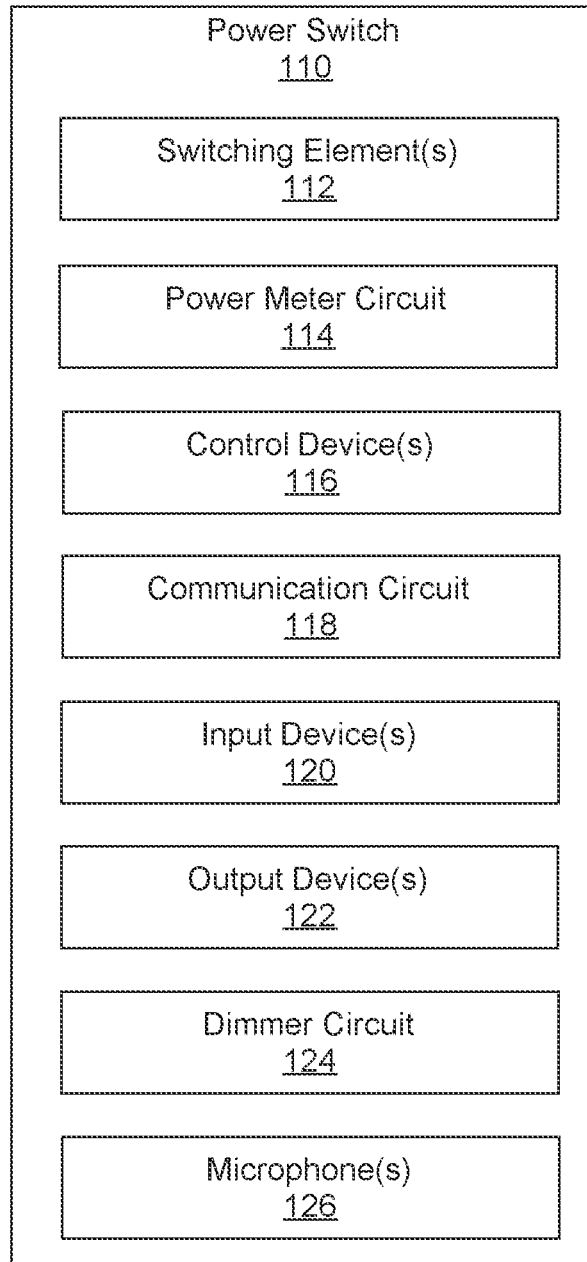 Power Switch
110
Switching Element(s)
112
Power Meter Circuit
114
Control Device(s)
116
Communication Circuit
118
Input Device(s)
120
Output Device(s)
122
Dimmer Circuit
124
Microphone(s)
126